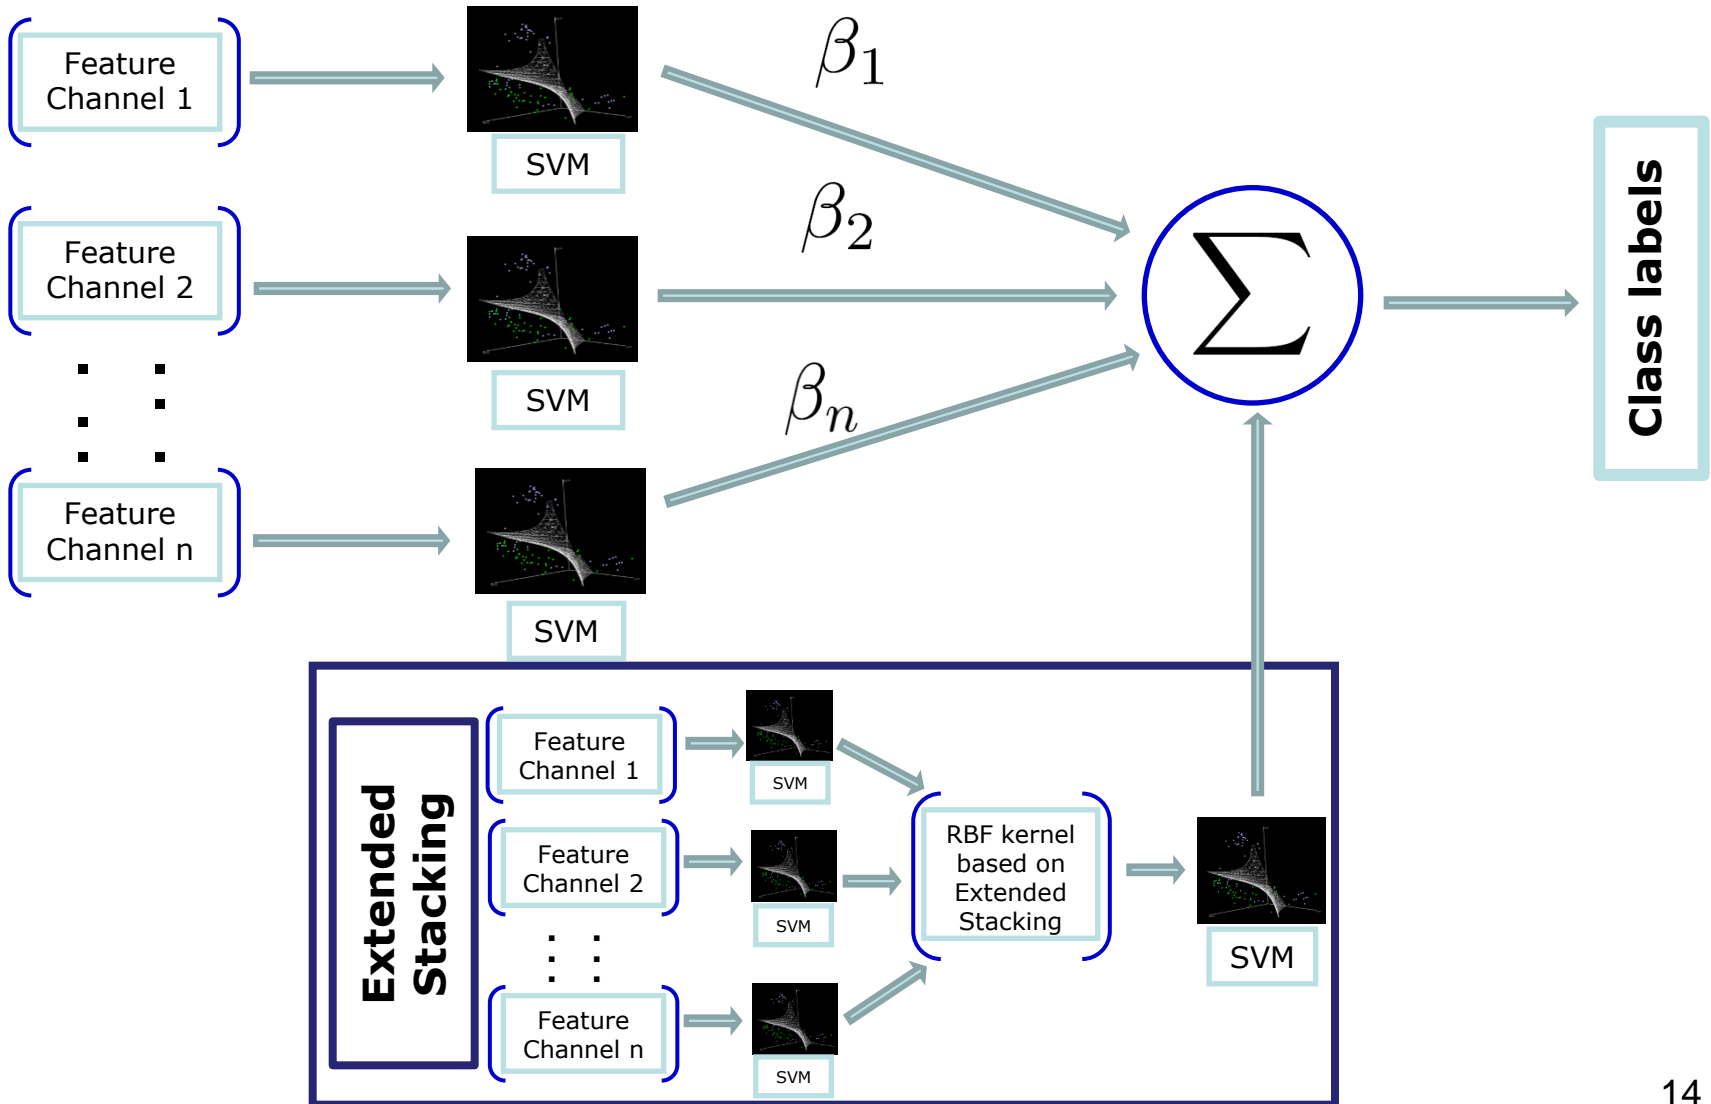 Feature
Channel 1
SVM
β1
Feature
Channel 2
SVM
β2
Feature
Channel n
SVM
βn
∑
Class labels
Extended
Stacking
Feature
Channel 1
SVM
Feature
Channel 2
SVM
Feature
Channel n
SVM
RBF kernel
based on
Extended
Stacking
SVM
14